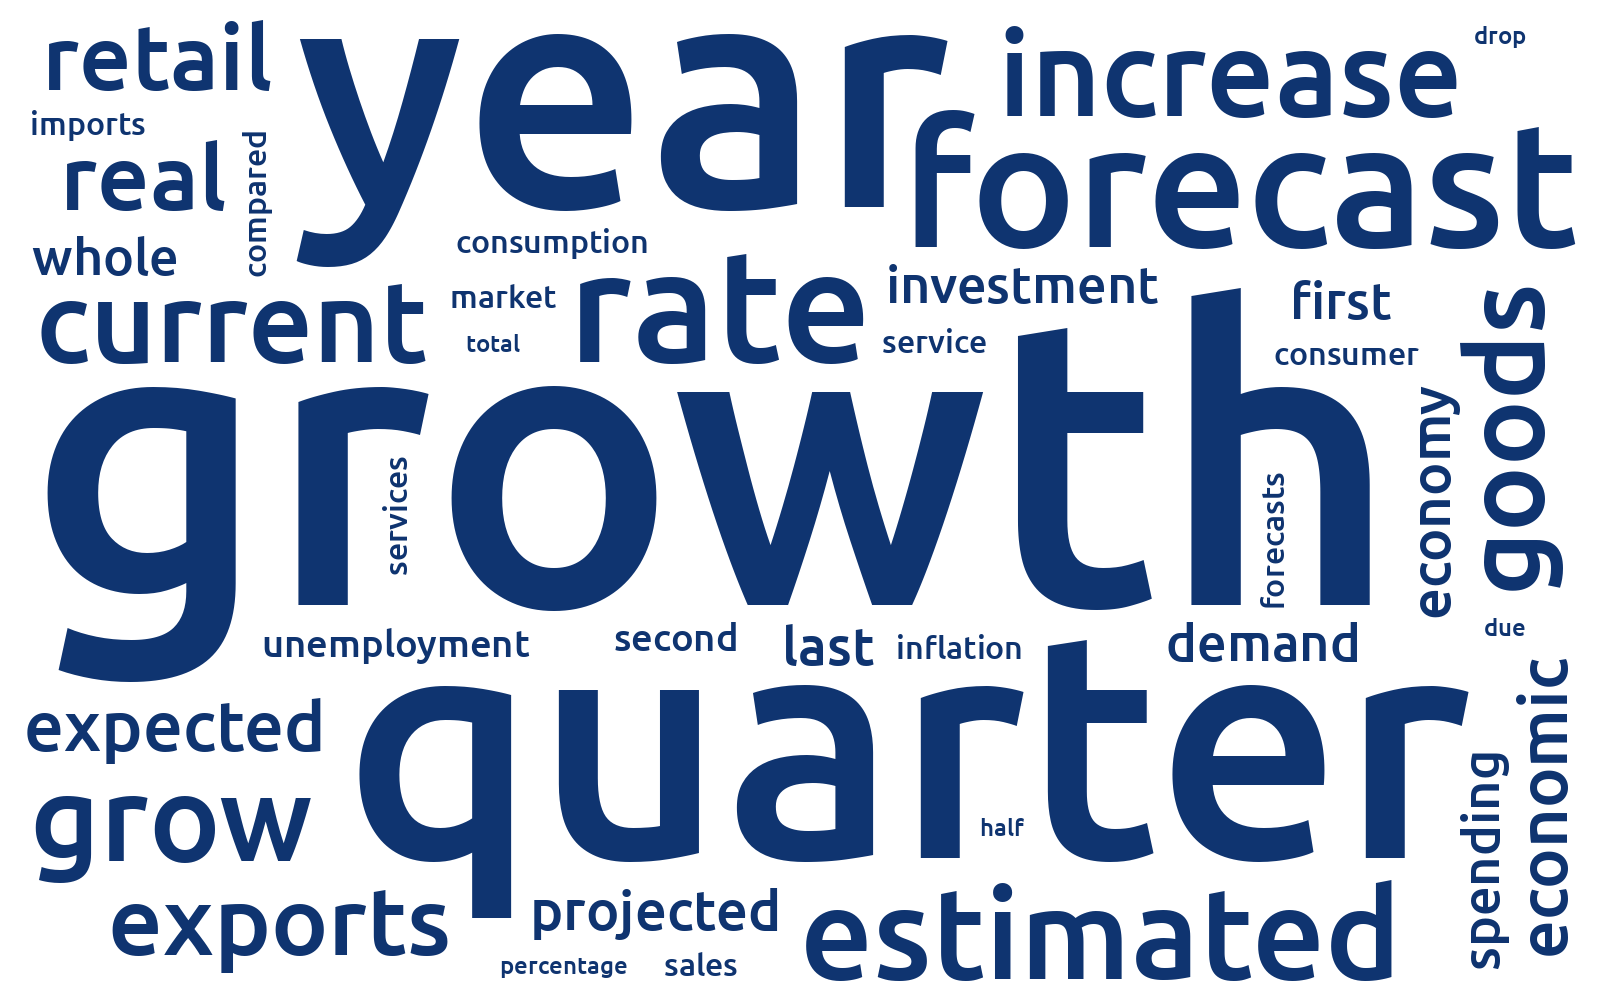 retail
year
increase
drop
imports
forecast
real
compared
whole
consumption
current
market
rate
investment
first
goods
total
service
consumer
growth
services
forecasts
economy
unemployment
second
last
inflation
demand
due
expected
quarter
economic
grow
half
spending
exports
projected
estimated
percentage
sales